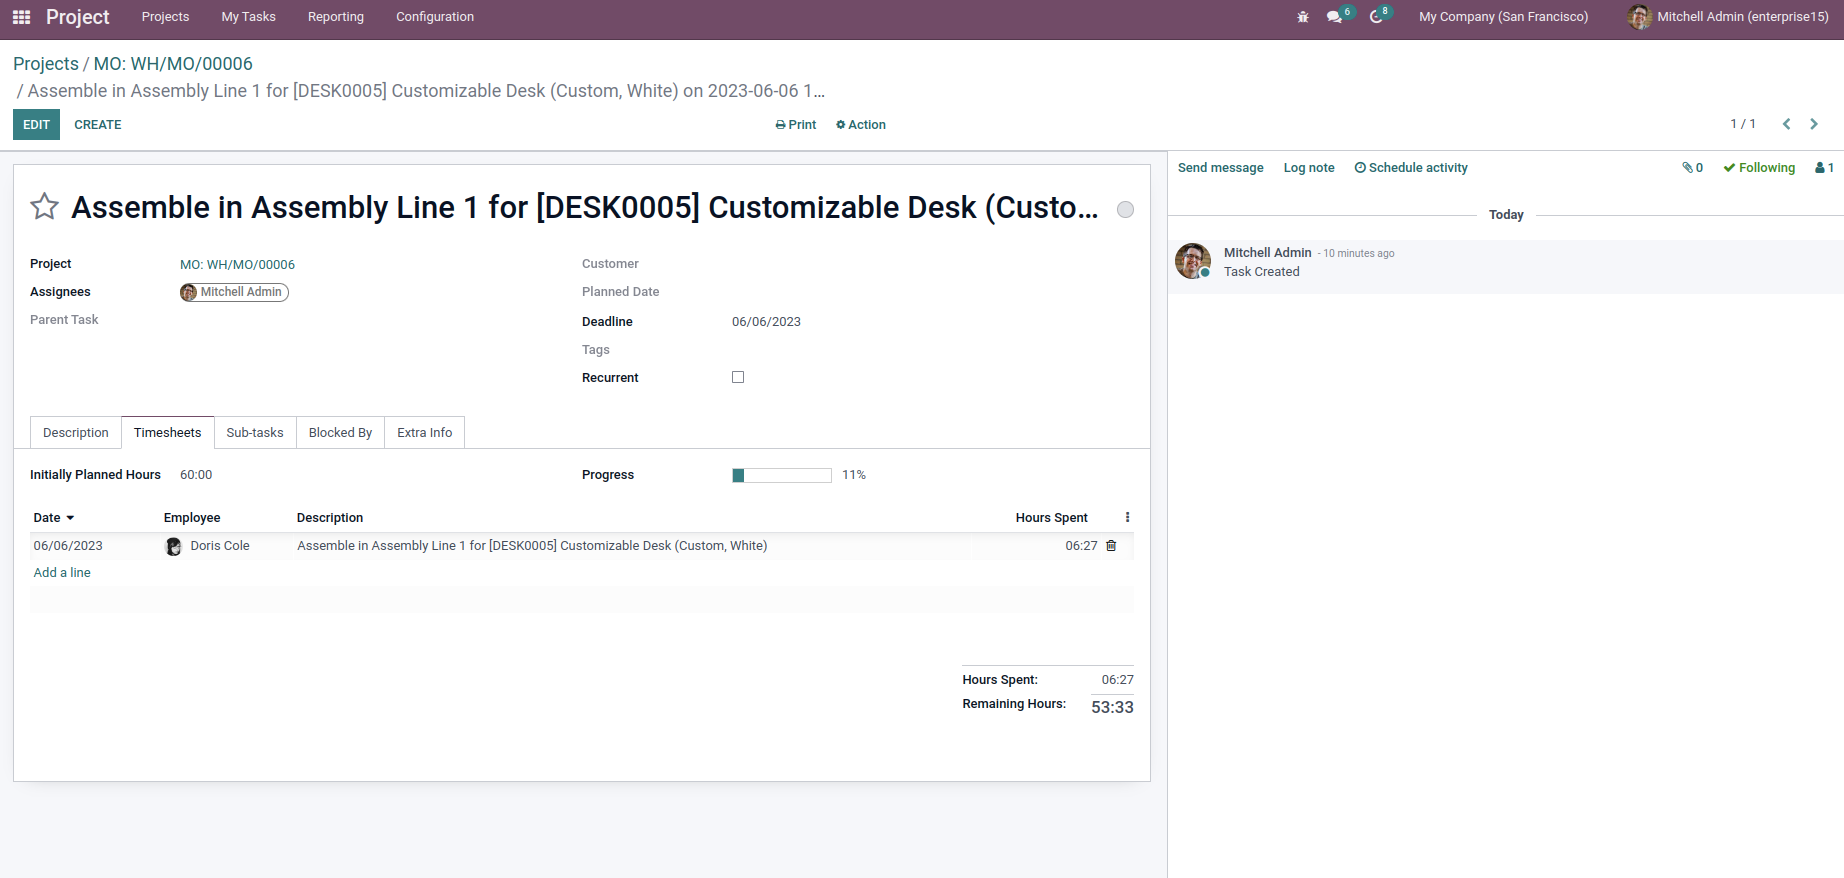 Project Projects My Tasks Reporting Configuration 6 8 My Company (San Francisco) Mitchell Admin (enterprise15)
Projects / MO: WH/MO/00006
/ Assemble in Assembly Line 1 for [DESK0005] Customizable Desk (Custom, White) on 2023-06-06 1...
EDIT CREATE Print Action 1 / 1
Send message Log note Schedule activity 0 Following 1
Assemble in Assembly Line 1 for [DESK0005] Customizable Desk (Custo...
Today
Mitchell Admin - 10 minutes ago
Task Created
Project MO: WH/MO/00006 Customer
Assignees Mitchell Admin Planned Date
Parent Task Deadline 06/06/2023
Tags
Recurrent
Description Timesheets Sub-tasks Blocked By Extra Info
Initially Planned Hours 60:00 Progress 11%
Date Employee Description Hours Spent
06/06/2023 Doris Cole Assemble in Assembly Line 1 for [DESK0005] Customizable Desk (Custom, White) 06:27
Add a line
Hours Spent: 06:27
Remaining Hours: 53:33